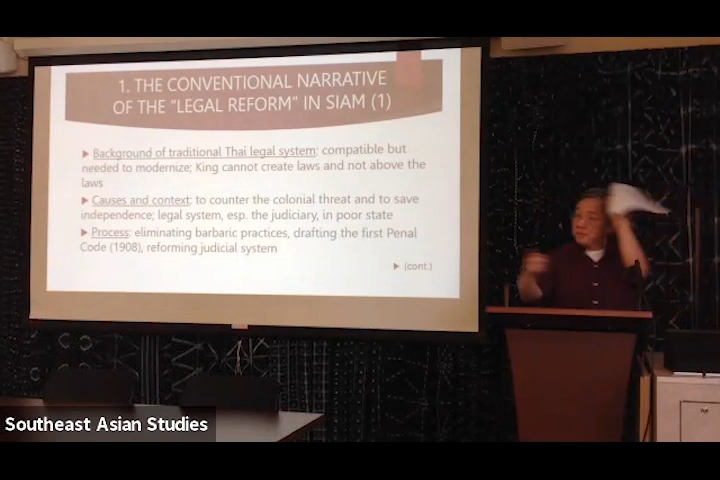 1. THE CONVENTIONAL NARRATIVE
OF THE "LEGAL REFORM" IN SIAM (1)
▶ Background of traditional Thai legal system: compatible but
needed to modernize; King cannot create laws and not above the
laws
▶ Causes and context: to counter the colonial threat and to save
independence; legal system, esp. the judiciary, in poor state
▶ Process: eliminating barbaric practices, drafting the first Penal
Code (1908), reforming judicial system
▶ (cont.)
Southeast Asian Studies